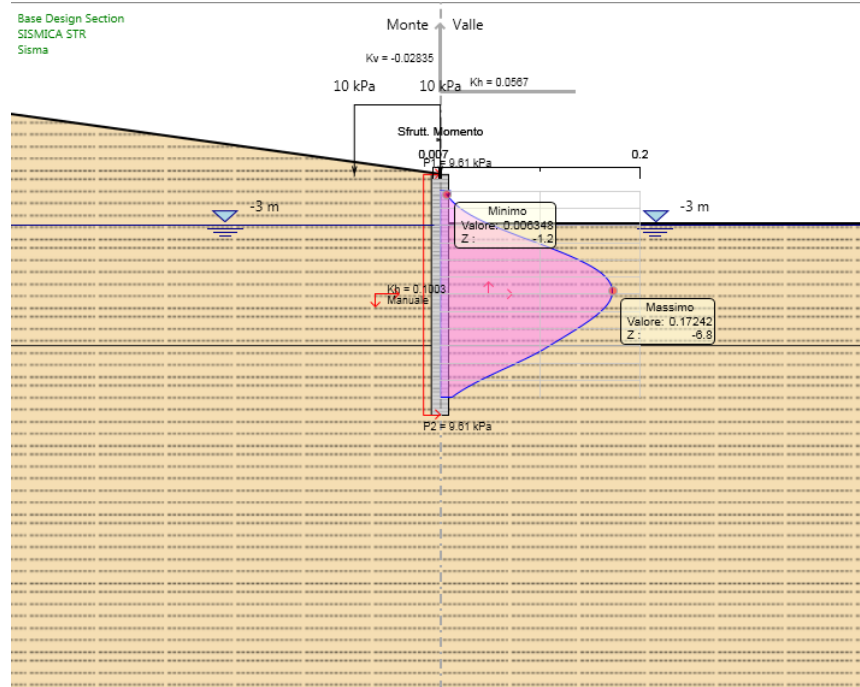 Base Design Section
SISMICA STR
Sisma
Monte
Valle
Kv = -0.02835
10 kPa
10 kPa
Kh = 0.0567
Sfrutt. Momento
0.007
0.2
P1 = 9.61 kPa
-3 m
-3 m
Minimo
Valore: 0.006348
Z : -1.2
Kh = 0.1003
Manuale
Massimo
Valore: 0.17242
Z : -6.8
P2 = 9.61 kPa